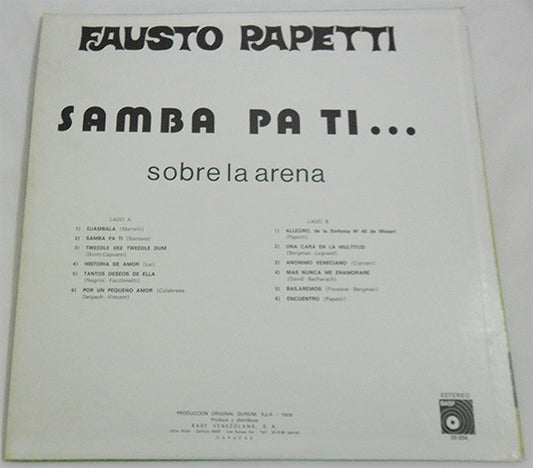 FAUSTO PAPETTI
SAMBA PA TI...
sobre la arena
LADO A
1) DJAMBALA (Martelli)
2) SAMBA PA TI (Santana)
3) TWEEDLE DEE TWEEDLE DUM
(Scott-Capuano)
4) HISTORIA DE AMOR (Lai)
5) TANTOS DESEOS DE ELLA
(Negrini - Facchinetti)
6) POR UN PEQUEÑO AMOR (Calabrese -
Delpech - Vincent)
LADO B
1) ALLEGRO, de la Sinfonía Nº 40 de Mozart
(Papetti)
2) UNA CARA EN LA MULTITUD
(Bergman - Legrand)
3) ANONIMO VENECIANO (Cipriani)
4) MAS NUNCA ME ENAMORARE
(David - Bacharach)
5) BAILAREMOS (Bergman)
6) ENCUENTRO (Papetti)
PRODUCCION ORIGINAL DURIUM, S.p.A - Italia
Produce y distribuye
BASF VENEZOLANA, S. A.
Edificio BASF
CARACAS
ESTEREO
BASF